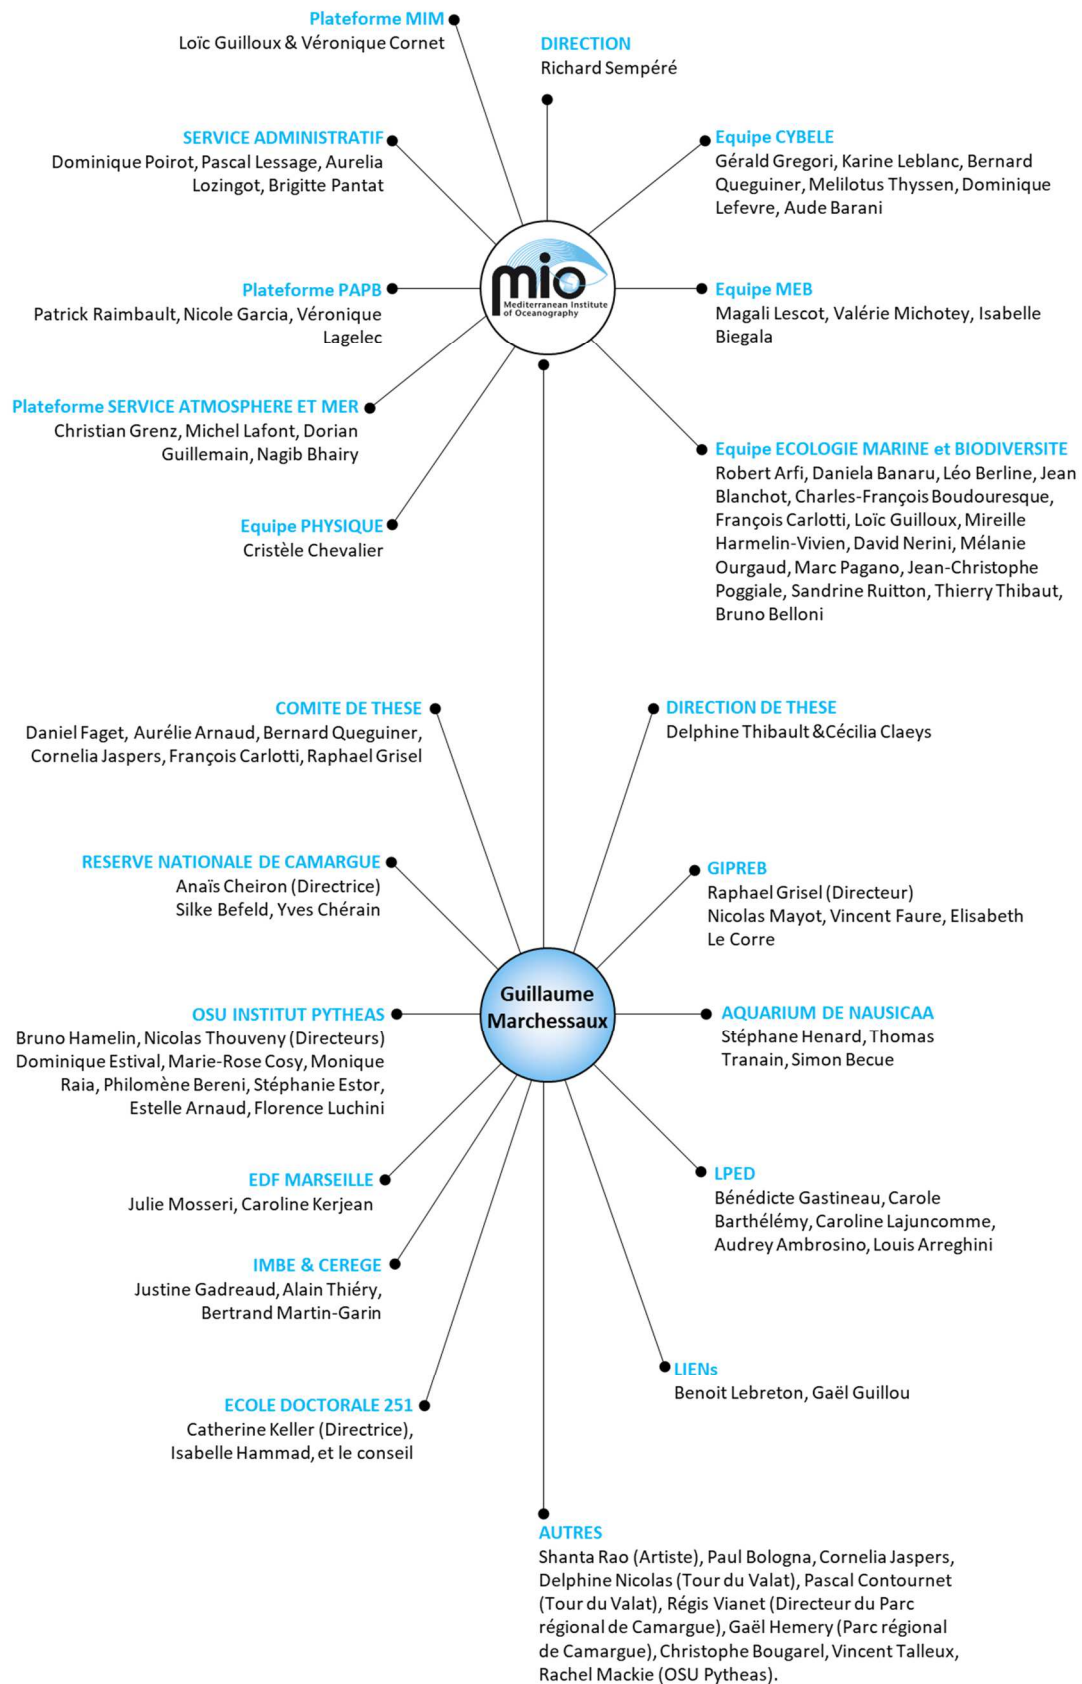 Plateforme MIM
Loïc Guilloux & Véronique Cornet
DIRECTION
Richard Sempéré
SERVICE ADMINISTRATIF
Dominique Poirot, Pascal Lessage, Aurelia
Lozingot, Brigitte Pantat
Equipe CYBELE
Gérald Gregori, Karine Leblanc, Bernard
Queguiner, Melilotus Thyssen, Dominique
Lefevre, Aude Barani
mio
Mediterranean Institute
of Oceanography
Plateforme PAPB
Patrick Raimbault, Nicole Garcia, Véronique
Lagelec
Equipe MEB
Magali Lescot, Valérie Michotey, Isabelle
Biegala
Plateforme SERVICE ATMOSPHERE ET MER
Christian Grenz, Michel Lafont, Dorian
Guillemain, Nagib Bhairy
Equipe ECOLOGIE MARINE et BIODIVERSITE
Robert Arfi, Daniela Banaru, Léo Berline, Jean
Blanchot, Charles-François Boudouresque,
François Carlotti, Loïc Guilloux, Mireille
Harmelin-Vivien, David Nerini, Mélanie
Ourgaud, Marc Pagano, Jean-Christophe
Poggiale, Sandrine Ruitton, Thierry Thibaut,
Bruno Belloni
Equipe PHYSIQUE
Cristèle Chevalier
COMITE DE THESE
Daniel Faget, Aurélie Arnaud, Bernard Queguiner,
Cornelia Jaspers, François Carlotti, Raphael Grisel
DIRECTION DE THESE
Delphine Thibault &Cécilia Claeys
RESERVE NATIONALE DE CAMARGUE
Anaïs Cheiron (Directrice)
Silke Befeld, Yves Chérain
GIPREB
Raphael Grisel (Directeur)
Nicolas Mayot, Vincent Faure, Elisabeth
Le Corre
Guillaume
Marchessaux
OSU INSTITUT PYTHEAS
Bruno Hamelin, Nicolas Thouveny (Directeurs)
Dominique Estival, Marie-Rose Cosy, Monique
Raia, Philomène Bereni, Stéphanie Estor,
Estelle Arnaud, Florence Luchini
AQUARIUM DE NAUSICAA
Stéphane Henard, Thomas
Tranain, Simon Becue
EDF MARSEILLE
Julie Mosseri, Caroline Kerjean
LPED
Bénédicte Gastineau, Carole
Barthélémy, Caroline Lajuncomme,
Audrey Ambrosino, Louis Arreghini
IMBE & CEREGE
Justine Gadreaud, Alain Thiéry,
Bertrand Martin-Garin
LIENs
Benoit Lebreton, Gaël Guillou
ECOLE DOCTORALE 251
Catherine Keller (Directrice),
Isabelle Hammad, et le conseil
AUTRES
Shanta Rao (Artiste), Paul Bologna, Cornelia Jaspers,
Delphine Nicolas (Tour du Valat), Pascal Contournet
(Tour du Valat), Régis Vianet (Directeur du Parc
régional de Camargue), Gaël Hemery (Parc régional
de Camargue), Christophe Bougarel, Vincent Talleux,
Rachel Mackie (OSU Pytheas).